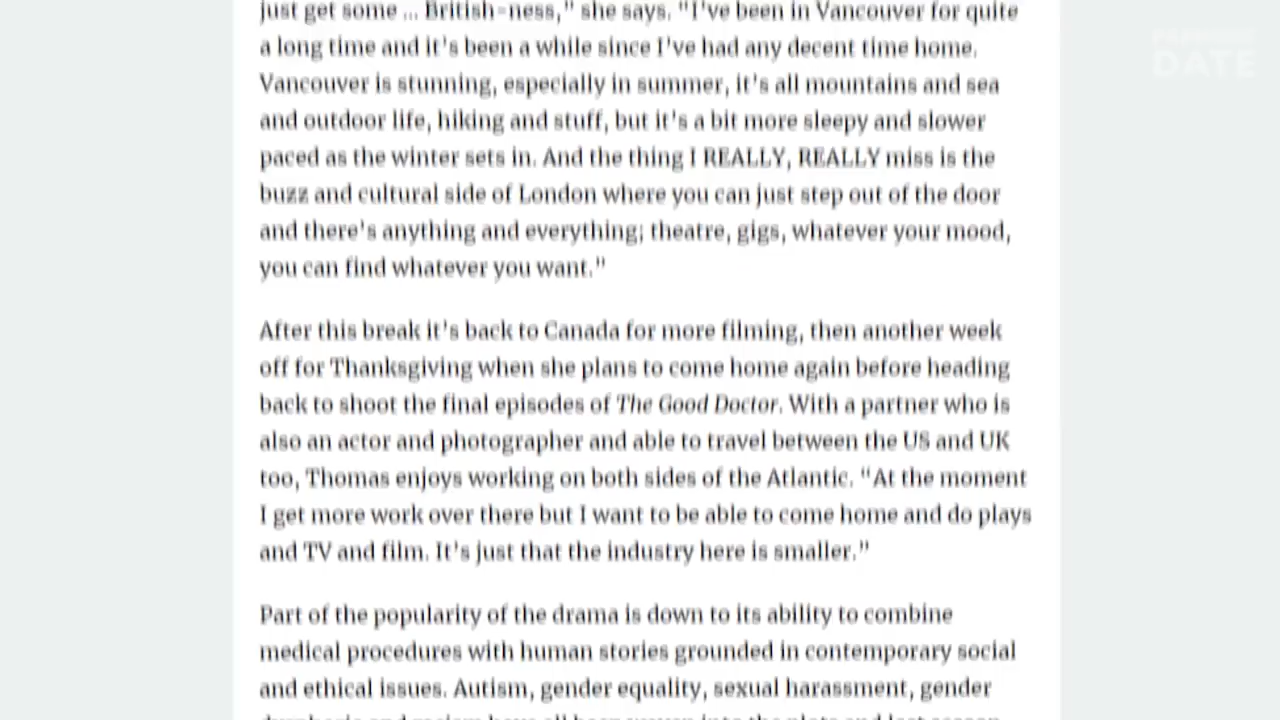 just get some ... British-ness," she says. "I've been in Vancouver for quite
a long time and it's been a while since I've had any decent time home.
Vancouver is stunning, especially in summer, it's all mountains and sea
and outdoor life, hiking and stuff, but it's a bit more sleepy and slower
paced as the winter sets in. And the thing I REALLY, REALLY miss is the
buzz and cultural side of London where you can just step out of the door
and there's anything and everything; theatre, gigs, whatever your mood,
you can find whatever you want."
After this break it's back to Canada for more filming, then another week
off for Thanksgiving when she plans to come home again before heading
back to shoot the final episodes of The Good Doctor. With a partner who is
also an actor and photographer and able to travel between the US and UK
too, Thomas enjoys working on both sides of the Atlantic. "At the moment
I get more work over there but I want to be able to come home and do plays
and TV and film. It's just that the industry here is smaller."
Part of the popularity of the drama is down to its ability to combine
medical procedures with human stories grounded in contemporary social
and ethical issues. Autism, gender equality, sexual harassment, gender
DATE